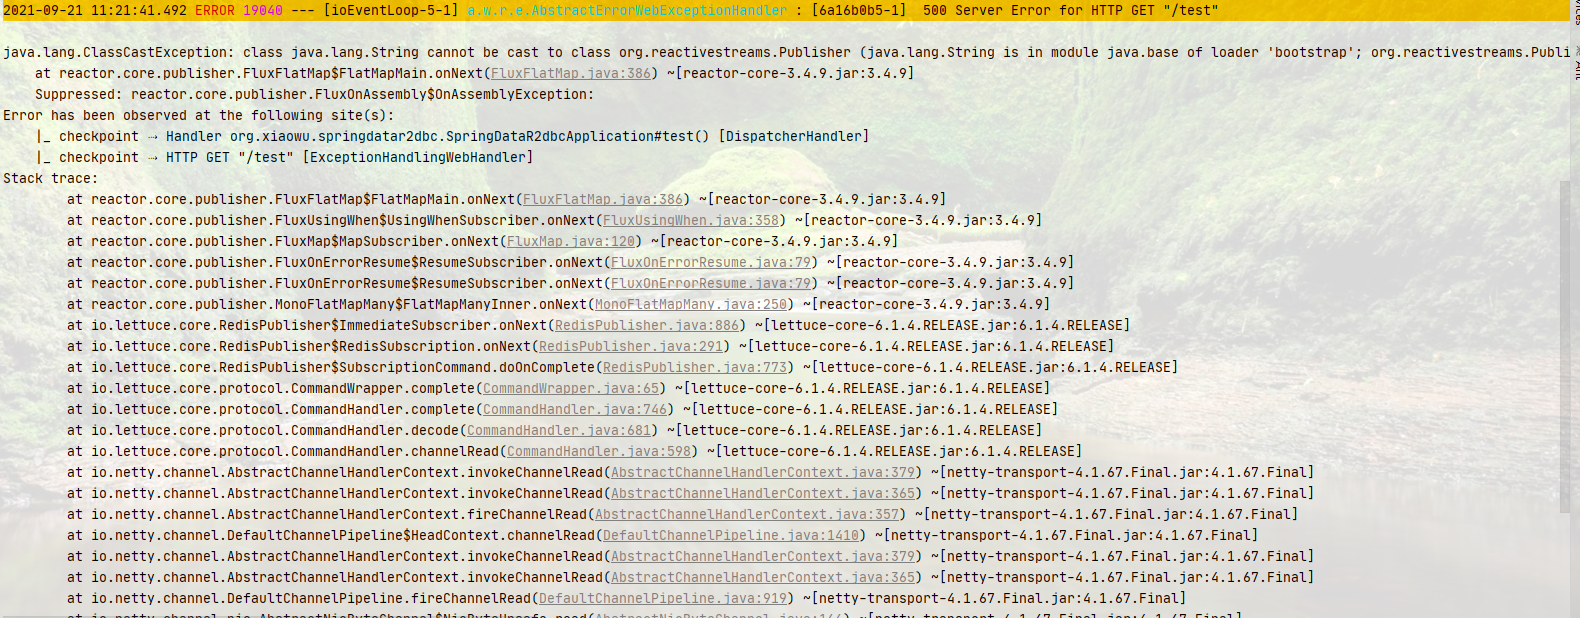 2021-09-21 11:21:41.492 ERROR 19040 --- [ioEventLoop-5-1] a.w.r.e.AbstractErrorWebExceptionHandler : [6a16b0b5-1]  500 Server Error for HTTP GET "/test"
java.lang.ClassCastException: class java.lang.String cannot be cast to class org.reactivestreams.Publisher (java.lang.String is in module java.base of loader 'bootstrap'; org.reactivestreams.Publi
at reactor.core.publisher.FluxFlatMap$FlatMapMain.onNext(FluxFlatMap.java:386) ~[reactor-core-3.4.9.jar:3.4.9]
Suppressed: reactor.core.publisher.FluxOnAssembly$OnAssemblyException:
Error has been observed at the following site(s):
|_ checkpoint ⇢ Handler org.xiaowu.springdatar2dbc.SpringDataR2dbcApplication#test() [DispatcherHandler]
|_ checkpoint ⇢ HTTP GET "/test" [ExceptionHandlingWebHandler]
Stack trace:
at reactor.core.publisher.FluxFlatMap$FlatMapMain.onNext(FluxFlatMap.java:386) ~[reactor-core-3.4.9.jar:3.4.9]
at reactor.core.publisher.FluxUsingWhen$UsingWhenSubscriber.onNext(FluxUsingWhen.java:358) ~[reactor-core-3.4.9.jar:3.4.9]
at reactor.core.publisher.FluxMap$MapSubscriber.onNext(FluxMap.java:120) ~[reactor-core-3.4.9.jar:3.4.9]
at reactor.core.publisher.FluxOnErrorResume$ResumeSubscriber.onNext(FluxOnErrorResume.java:79) ~[reactor-core-3.4.9.jar:3.4.9]
at reactor.core.publisher.FluxOnErrorResume$ResumeSubscriber.onNext(FluxOnErrorResume.java:79) ~[reactor-core-3.4.9.jar:3.4.9]
at reactor.core.publisher.MonoFlatMapMany$FlatMapManyInner.onNext(MonoFlatMapMany.java:250) ~[reactor-core-3.4.9.jar:3.4.9]
at io.lettuce.core.RedisPublisher$ImmediateSubscriber.onNext(RedisPublisher.java:886) ~[lettuce-core-6.1.4.RELEASE.jar:6.1.4.RELEASE]
at io.lettuce.core.RedisPublisher$RedisSubscription.onNext(RedisPublisher.java:291) ~[lettuce-core-6.1.4.RELEASE.jar:6.1.4.RELEASE]
at io.lettuce.core.RedisPublisher$SubscriptionCommand.doOnComplete(RedisPublisher.java:773) ~[lettuce-core-6.1.4.RELEASE.jar:6.1.4.RELEASE]
at io.lettuce.core.protocol.CommandWrapper.complete(CommandWrapper.java:65) ~[lettuce-core-6.1.4.RELEASE.jar:6.1.4.RELEASE]
at io.lettuce.core.protocol.CommandHandler.complete(CommandHandler.java:746) ~[lettuce-core-6.1.4.RELEASE.jar:6.1.4.RELEASE]
at io.lettuce.core.protocol.CommandHandler.decode(CommandHandler.java:681) ~[lettuce-core-6.1.4.RELEASE.jar:6.1.4.RELEASE]
at io.lettuce.core.protocol.CommandHandler.channelRead(CommandHandler.java:598) ~[lettuce-core-6.1.4.RELEASE.jar:6.1.4.RELEASE]
at io.netty.channel.AbstractChannelHandlerContext.invokeChannelRead(AbstractChannelHandlerContext.java:379) ~[netty-transport-4.1.67.Final.jar:4.1.67.Final]
at io.netty.channel.AbstractChannelHandlerContext.invokeChannelRead(AbstractChannelHandlerContext.java:365) ~[netty-transport-4.1.67.Final.jar:4.1.67.Final]
at io.netty.channel.AbstractChannelHandlerContext.fireChannelRead(AbstractChannelHandlerContext.java:357) ~[netty-transport-4.1.67.Final.jar:4.1.67.Final]
at io.netty.channel.DefaultChannelPipeline$HeadContext.channelRead(DefaultChannelPipeline.java:1410) ~[netty-transport-4.1.67.Final.jar:4.1.67.Final]
at io.netty.channel.AbstractChannelHandlerContext.invokeChannelRead(AbstractChannelHandlerContext.java:379) ~[netty-transport-4.1.67.Final.jar:4.1.67.Final]
at io.netty.channel.AbstractChannelHandlerContext.invokeChannelRead(AbstractChannelHandlerContext.java:365) ~[netty-transport-4.1.67.Final.jar:4.1.67.Final]
at io.netty.channel.DefaultChannelPipeline.fireChannelRead(DefaultChannelPipeline.java:919) ~[netty-transport-4.1.67.Final.jar:4.1.67.Final]